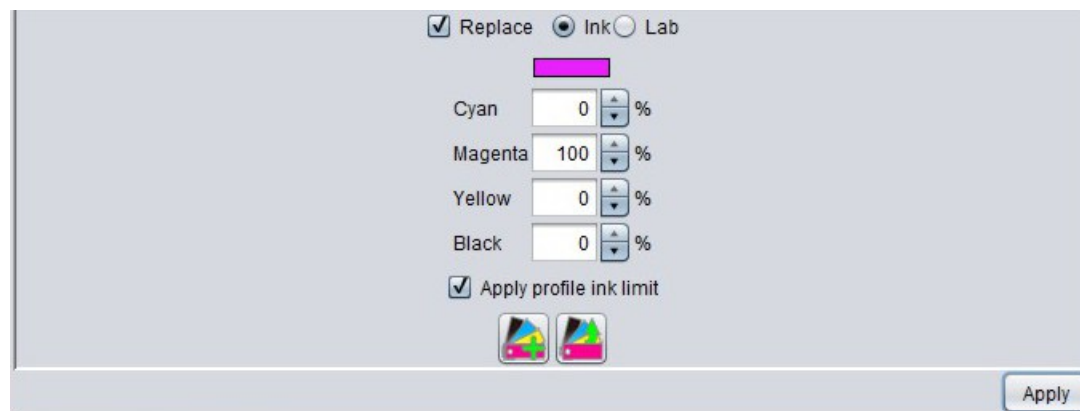 Replace Ink Lab
Cyan 0 %
Magenta 100 %
Yellow 0 %
Black 0 %
Apply profile ink limit
Apply